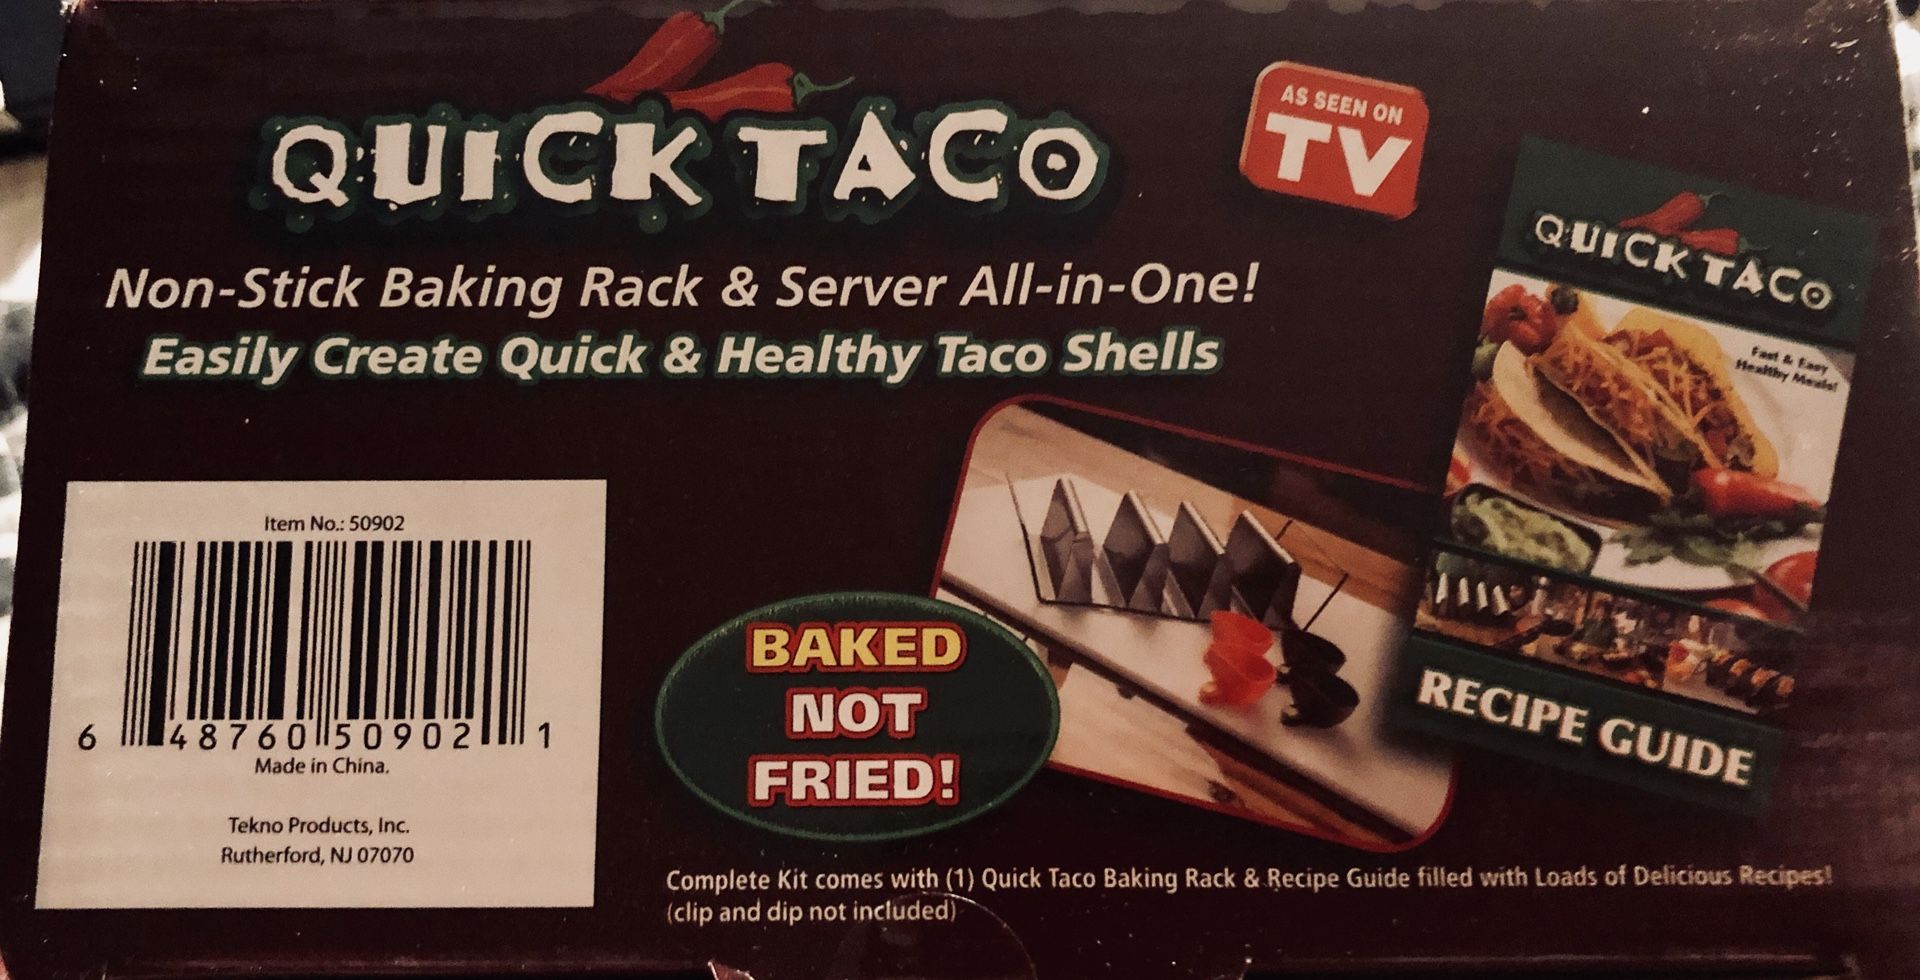 QUICK TACO
AS SEEN ON
TV
Non-Stick Baking Rack & Server All-in-One!
Easily Create Quick & Healthy Taco Shells
QUICK TACO
Fast & Easy
Healthy Meals!
RECIPE GUIDE
Item No.: 50902
6 48760 50902 1
Made in China.
Tekno Products, Inc.
Rutherford, NJ 07070
BAKED
NOT
FRIED!
Complete Kit comes with (1) Quick Taco Baking Rack & Recipe Guide filled with Loads of Delicious Recipes!
(clip and dip not included)